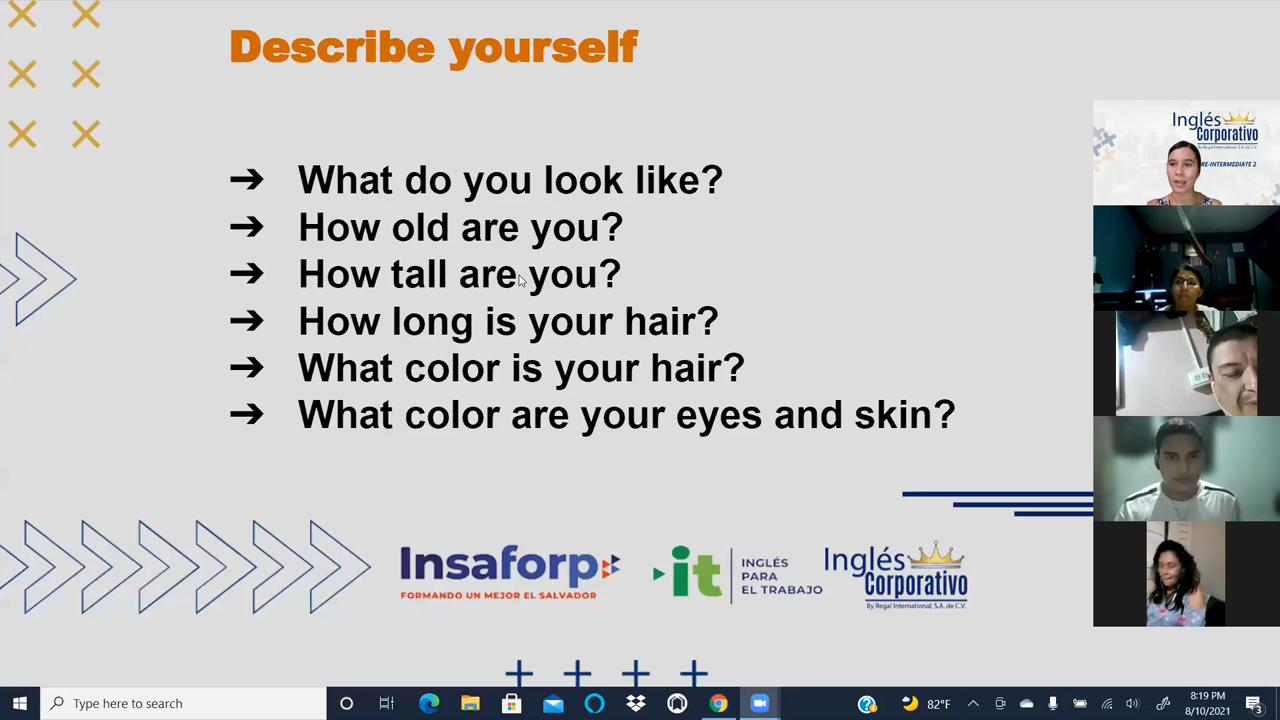 Describe yourself
➔ What do you look like?
➔ How old are you?
➔ How tall are you?
➔ How long is your hair?
➔ What color is your hair?
➔ What color are your eyes and skin?
Insaforp
FORMANDO UN MEJOR EL SALVADOR
it
INGLÉS
PARA
EL TRABAJO
Inglés
Corporativo
By Regal International, S.A. de C.V.
Inglés
Corporativo
By Regal International, S.A. de C.V.
PRE-INTERMEDIATE 2
Type here to search
82°F
8:19 PM
8/10/2021
3